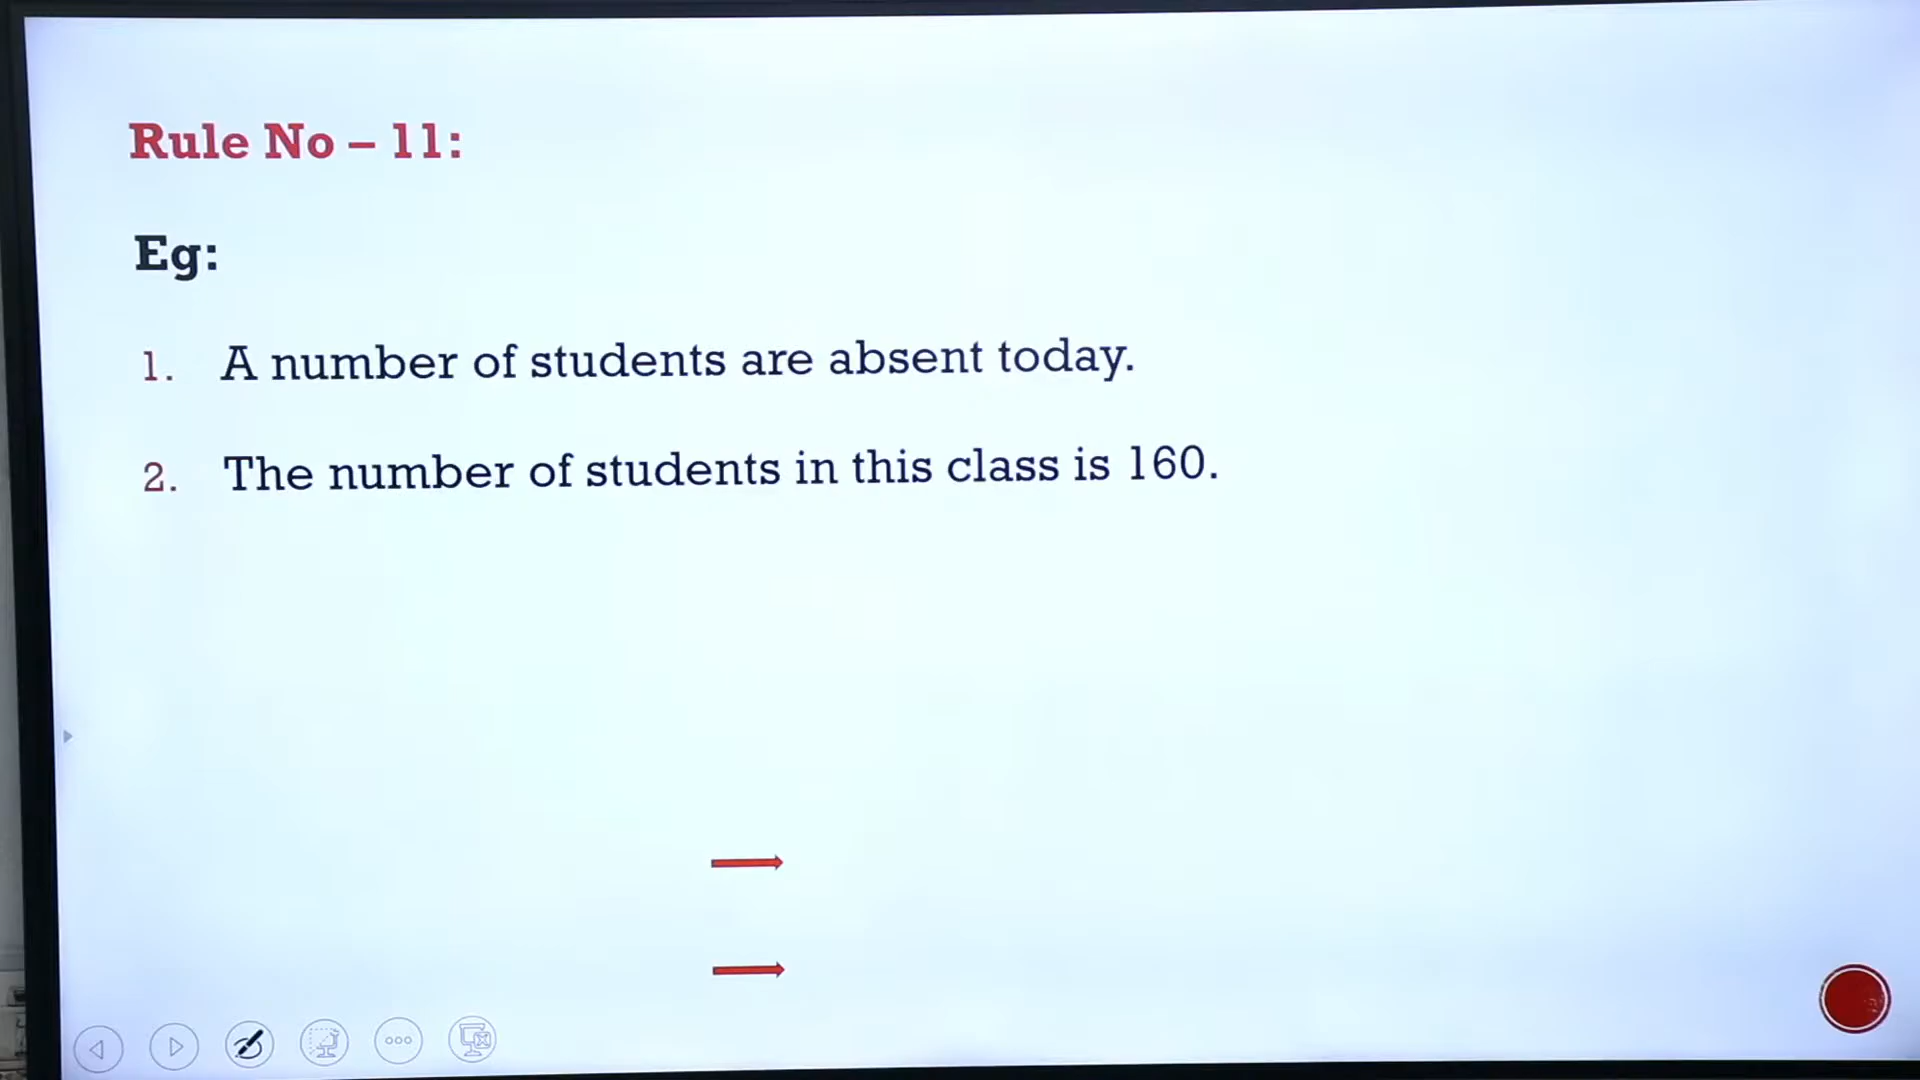 Rule No – 11:
Eg:
1. A number of students are absent today.
2. The number of students in this class is 160.